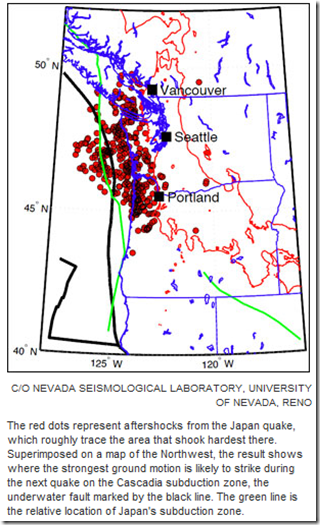 50° N
Vancouver
Seattle
45° N
Portland
40° N
125° W
120° W
C/O NEVADA SEISMOLOGICAL LABORATORY, UNIVERSITY
OF NEVADA, RENO
The red dots represent aftershocks from the Japan quake,
which roughly trace the area that shook hardest there.
Superimposed on a map of the Northwest, the result shows
where the strongest ground motion is likely to strike during
the next quake on the Cascadia subduction zone, the
underwater fault marked by the black line. The green line is
the relative location of Japan's subduction zone.